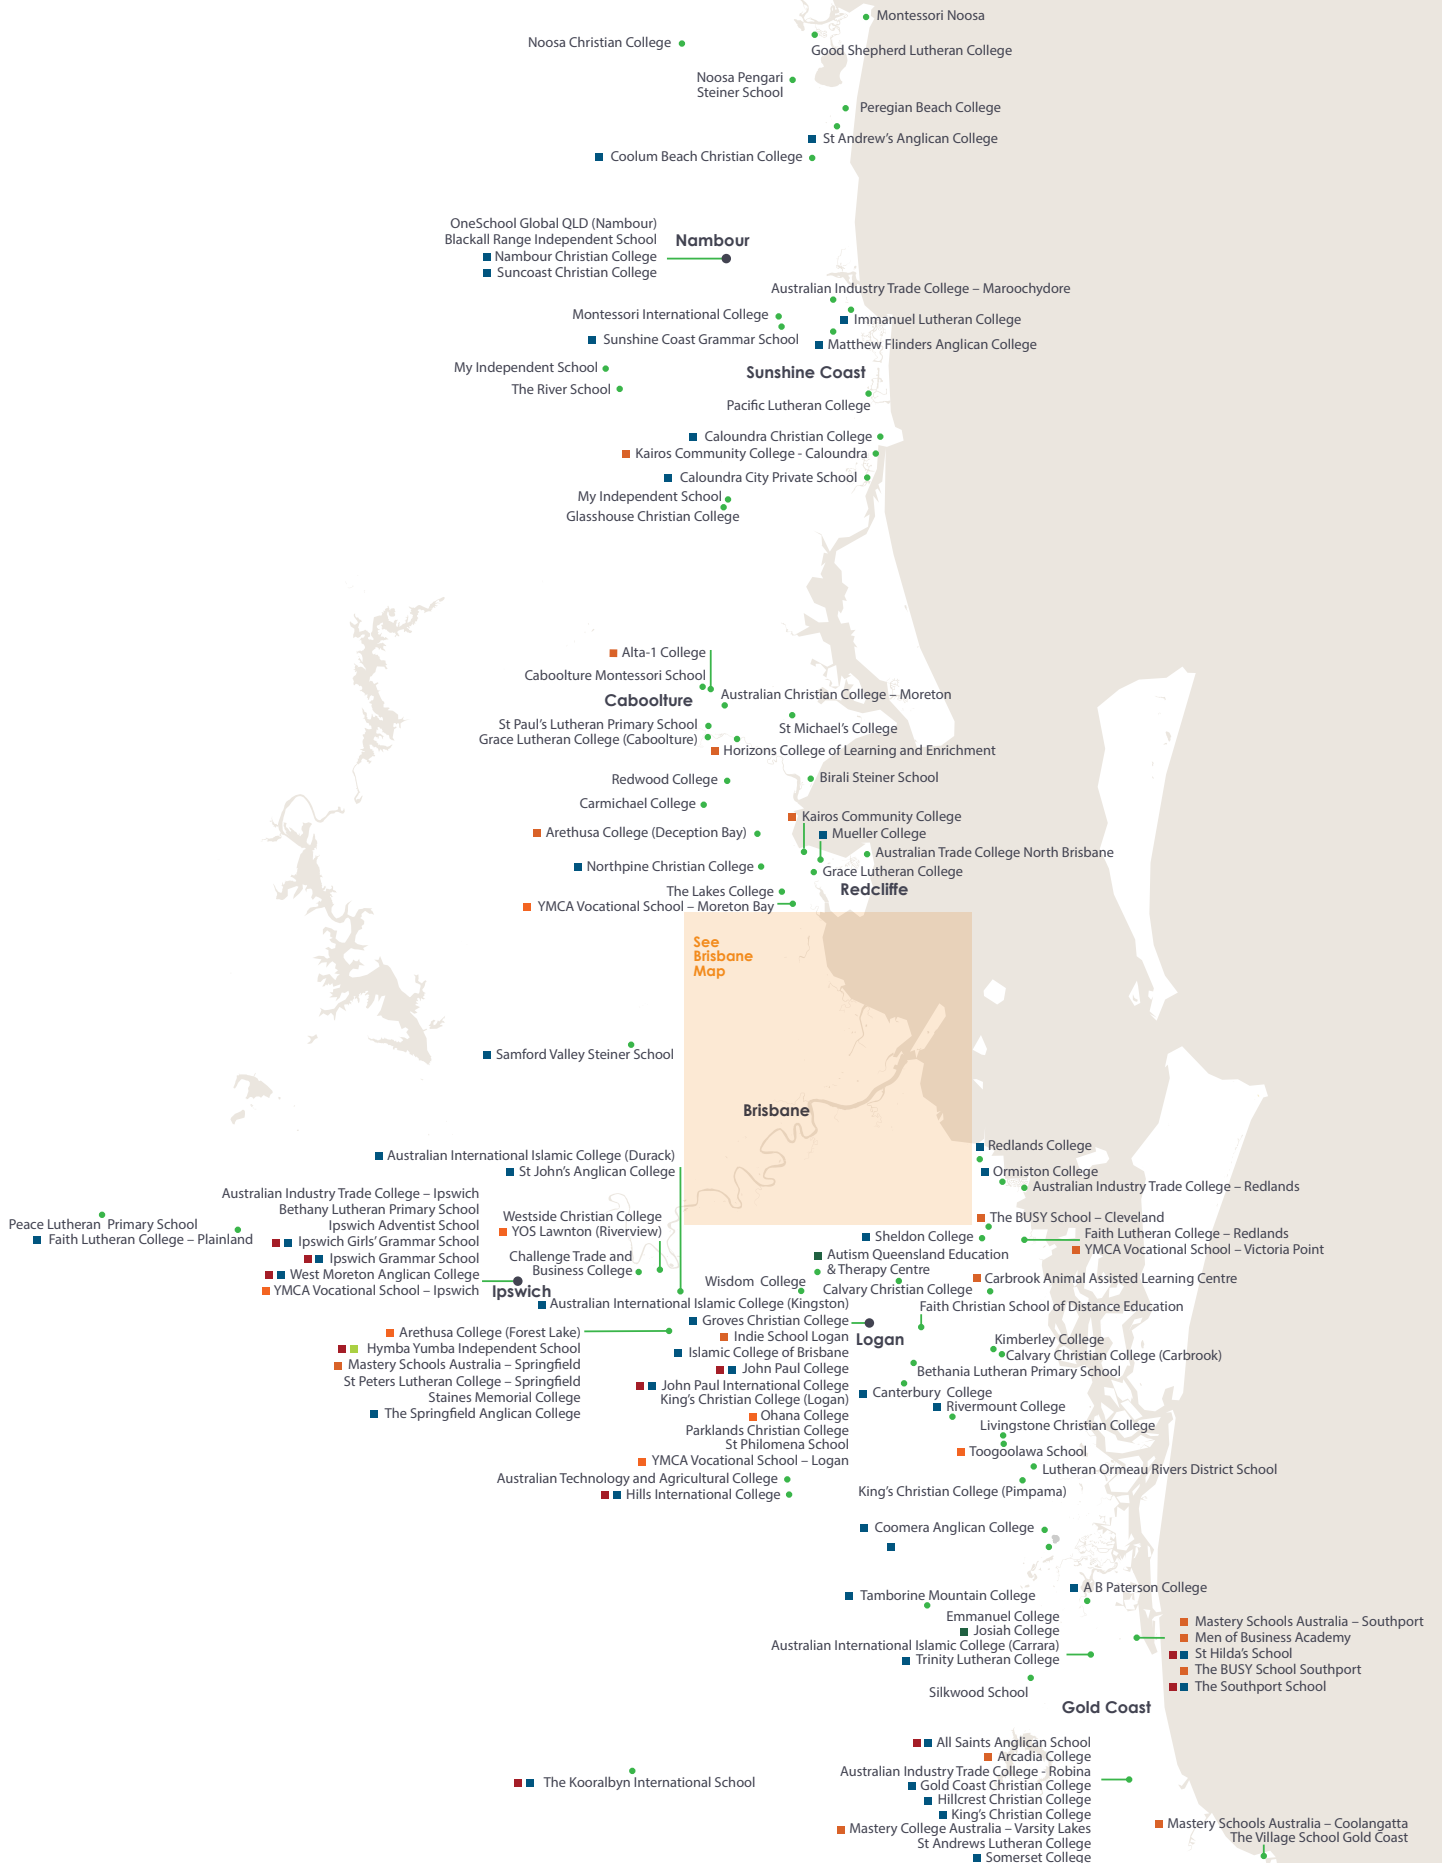 Montessori Noosa
Noosa Christian College
Good Shepherd Lutheran College
Noosa Pengari
Steiner School
Peregian Beach College
St Andrew's Anglican College
Coolum Beach Christian College
OneSchool Global QLD (Nambour)
Blackall Range Independent School
Nambour
Nambour Christian College
Suncoast Christian College
Australian Industry Trade College – Maroochydore
Montessori International College
Immanuel Lutheran College
Sunshine Coast Grammar School
Matthew Flinders Anglican College
My Independent School
Sunshine Coast
The River School
Pacific Lutheran College
Caloundra Christian College
Kairos Community College - Caloundra
Caloundra City Private School
My Independent School
Glasshouse Christian College
Alta-1 College
Caboolture Montessori School
Caboolture
Australian Christian College – Moreton
St Paul's Lutheran Primary School
St Michael's College
Grace Lutheran College (Caboolture)
Horizons College of Learning and Enrichment
Redwood College
Birali Steiner School
Carmichael College
Kairos Community College
Arethusa College (Deception Bay)
Mueller College
Australian Trade College North Brisbane
Northpine Christian College
Grace Lutheran College
The Lakes College
Redcliffe
YMCA Vocational School – Moreton Bay
See
Brisbane
Map
Samford Valley Steiner School
Brisbane
Redlands College
Australian International Islamic College (Durack)
St John's Anglican College
Ormiston College
Australian Industry Trade College – Redlands
Australian Industry Trade College – Ipswich
Bethany Lutheran Primary School
Ipswich Adventist School
Ipswich Girls' Grammar School
Ipswich Grammar School
West Moreton Anglican College
YMCA Vocational School – Ipswich
Ipswich
Peace Lutheran Primary School
Faith Lutheran College – Plainland
Westside Christian College
YOS Lawnton (Riverview)
Challenge Trade and
Business College
The BUSY School – Cleveland
Sheldon College
Faith Lutheran College – Redlands
YMCA Vocational School – Victoria Point
Autism Queensland Education
& Therapy Centre
Wisdom College
Calvary Christian College
Carbrook Animal Assisted Learning Centre
Australian International Islamic College (Kingston)
Faith Christian School of Distance Education
Groves Christian College
Logan
Indie School Logan
Islamic College of Brisbane
John Paul College
John Paul International College
King's Christian College (Logan)
Ohana College
Parklands Christian College
St Philomena School
YMCA Vocational School – Logan
Arethusa College (Forest Lake)
Hymba Yumba Independent School
Mastery Schools Australia – Springfield
St Peters Lutheran College – Springfield
Staines Memorial College
The Springfield Anglican College
Kimberley College
Calvary Christian College (Carbrook)
Bethania Lutheran Primary School
Canterbury College
Rivermount College
Livingstone Christian College
Toogoolawa School
Lutheran Ormeau Rivers District School
Australian Technology and Agricultural College
Hills International College
King's Christian College (Pimpama)
Coomera Anglican College
A B Paterson College
Tamborine Mountain College
Emmanuel College
Josiah College
Australian International Islamic College (Carrara)
Trinity Lutheran College
Mastery Schools Australia – Southport
Men of Business Academy
St Hilda's School
The BUSY School Southport
The Southport School
Silkwood School
Gold Coast
All Saints Anglican School
Arcadia College
Australian Industry Trade College - Robina
Gold Coast Christian College
Hillcrest Christian College
King's Christian College
Mastery College Australia – Varsity Lakes
St Andrews Lutheran College
Somerset College
The Kooralbyn International School
Mastery Schools Australia – Coolangatta
The Village School Gold Coast